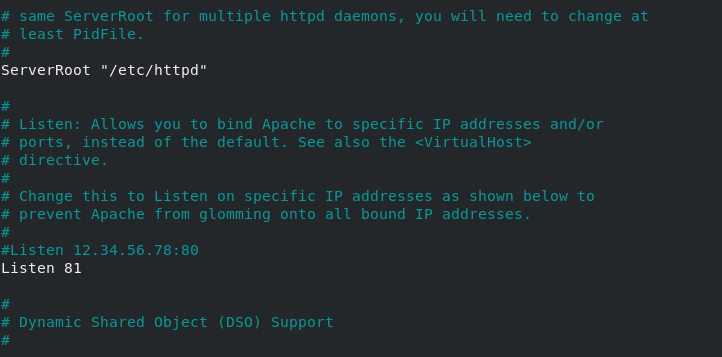 # same ServerRoot for multiple httpd daemons, you will need to change at
# least PidFile.
#
ServerRoot "/etc/httpd"
#
# Listen: Allows you to bind Apache to specific IP addresses and/or
# ports, instead of the default. See also the <VirtualHost>
# directive.
#
# Change this to Listen on specific IP addresses as shown below to
# prevent Apache from glomming onto all bound IP addresses.
#
#Listen 12.34.56.78:80
Listen 81
#
# Dynamic Shared Object (DSO) Support
#